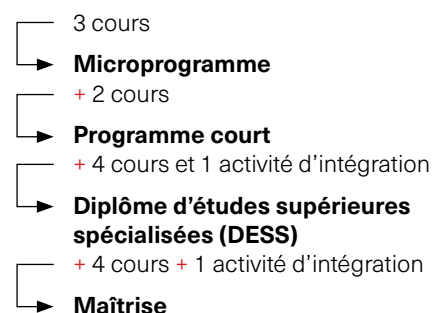 3 cours
Microprogramme
+ 2 cours
Programme court
+ 4 cours et 1 activité d’intégration
Diplôme d’études supérieures
spécialisées (DESS)
+ 4 cours + 1 activité d’intégration
Maîtrise